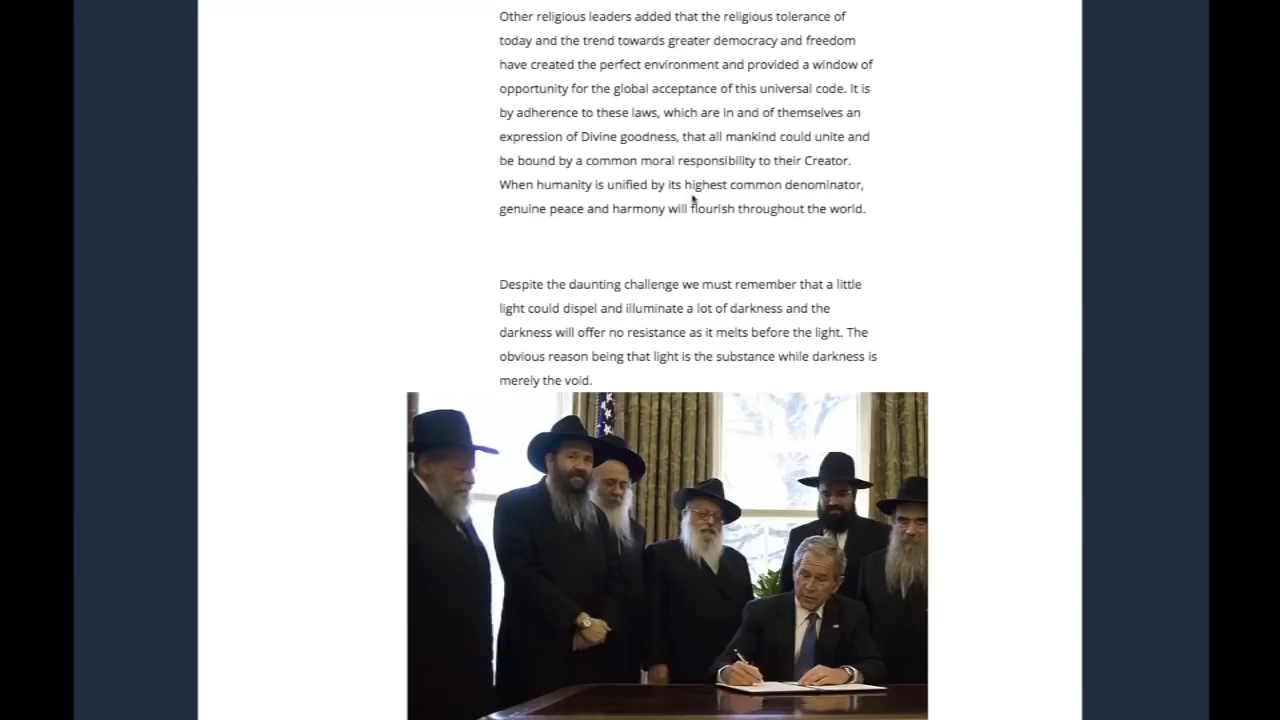 Other religious leaders added that the religious tolerance of
today and the trend towards greater democracy and freedom
have created the perfect environment and provided a window of
opportunity for the global acceptance of this universal code. It is
by adherence to these laws, which are in and of themselves an
expression of Divine goodness, that all mankind could unite and
be bound by a common moral responsibility to their Creator.
When humanity is unified by its highest common denominator,
genuine peace and harmony will flourish throughout the world.
Despite the daunting challenge we must remember that a little
light could dispel and illuminate a lot of darkness and the
darkness will offer no resistance as it melts before the light. The
obvious reason being that light is the substance while darkness is
merely the void.